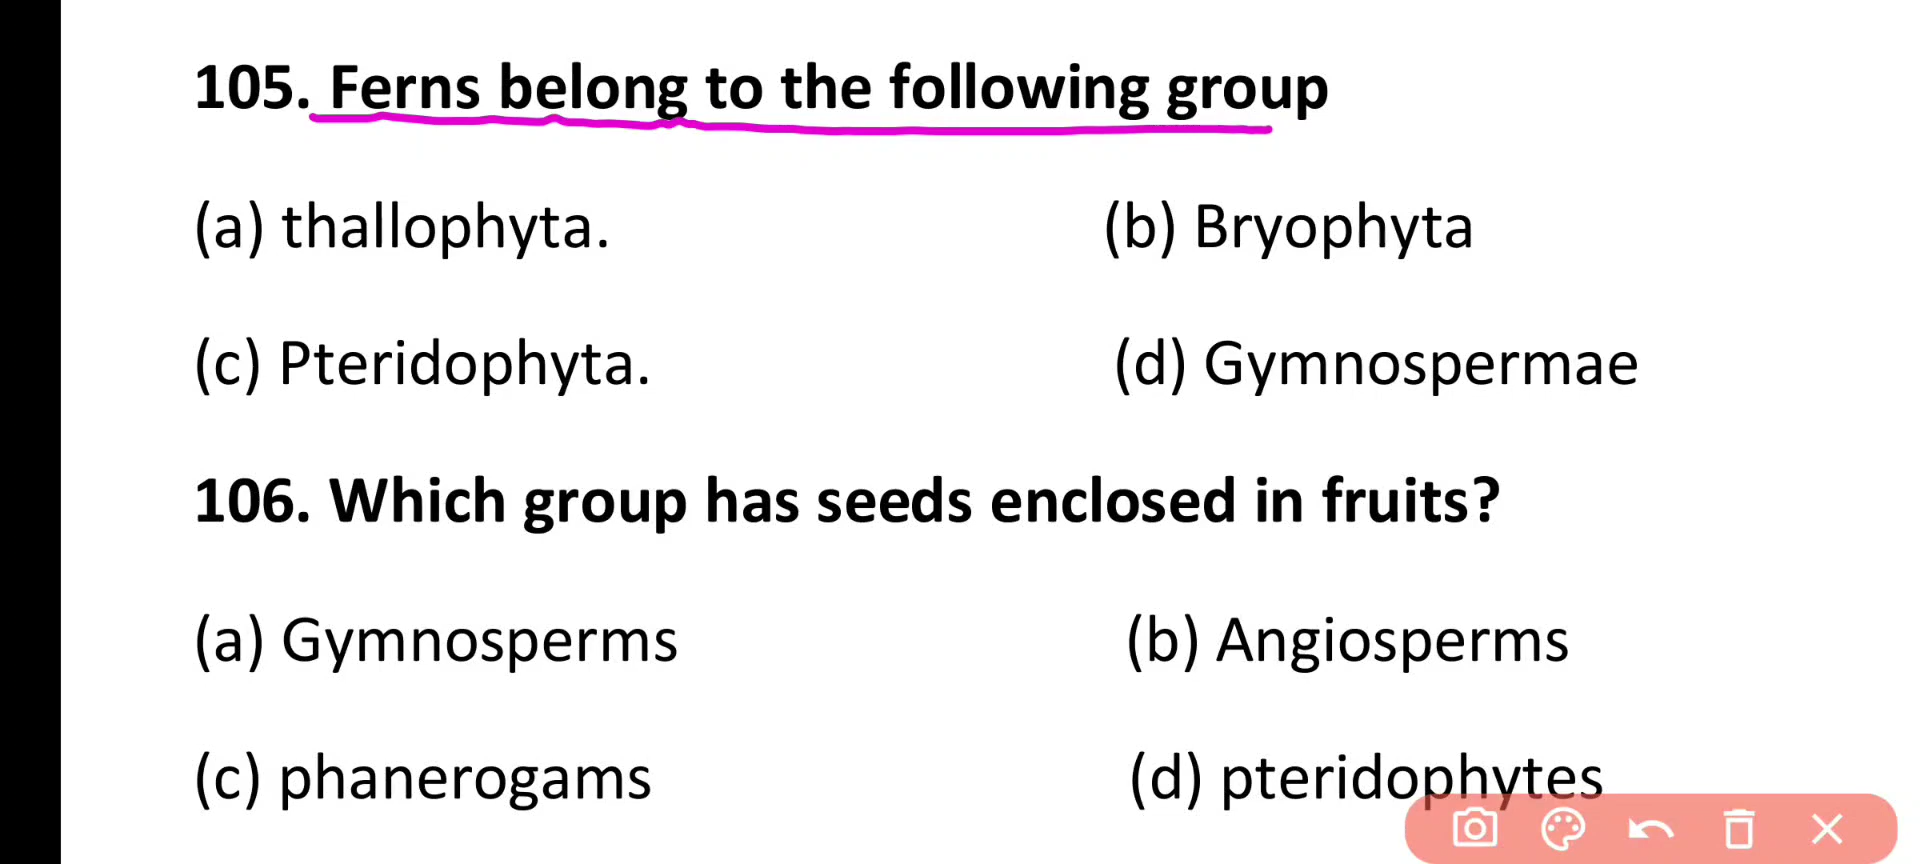 105. Ferns belong to the following group
(a) thallophyta. (b) Bryophyta
(c) Pteridophyta. (d) Gymnospermae
106. Which group has seeds enclosed in fruits?
(a) Gymnosperms (b) Angiosperms
(c) phanerogams (d) pteridophytes